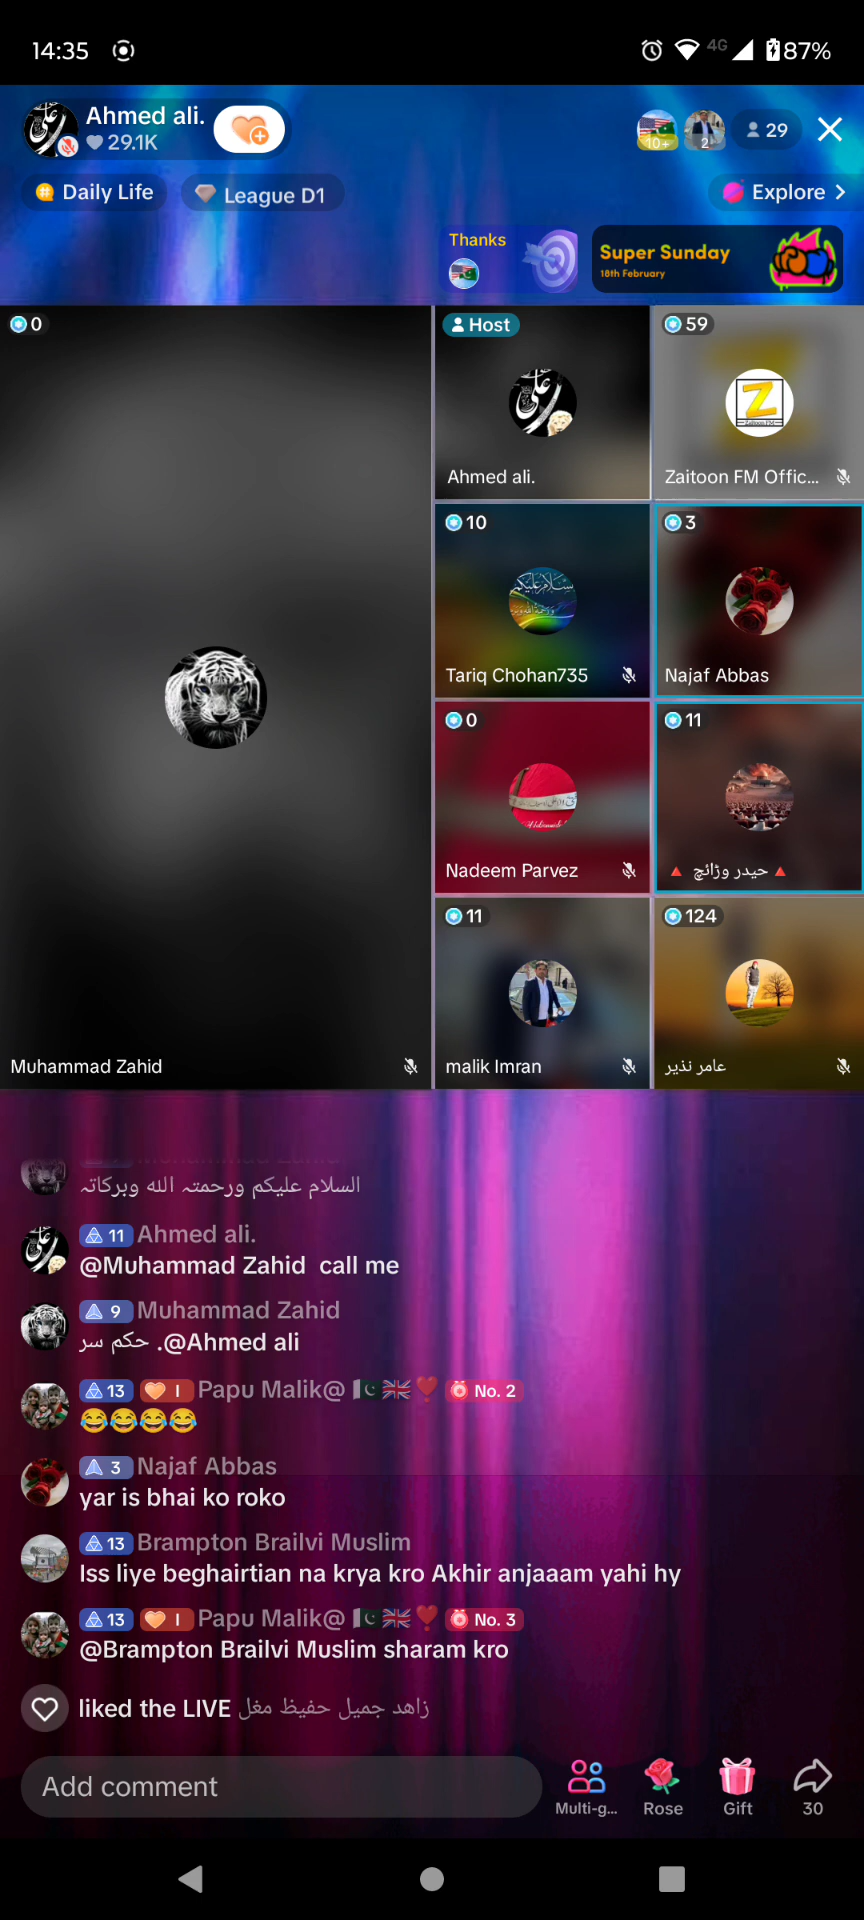 14:35
4G
87%
Ahmed ali.
29.1K
10+
2
29
Daily Life
League D1
Explore
Thanks
Super Sunday
18th February
0
Host
Ahmed ali.
59
Zaitoon FM
Zaitoon FM Offic...
10
Tariq Chohan735
3
Najaf Abbas
0
Nadeem Parvez
11
حیدر وڑائچ
Muhammad Zahid
11
malik Imran
124
عامر نذیر
السلام علیکم ورحمتہ اللہ وبرکاتہ
11 Ahmed ali.
@Muhammad Zahid call me
9 Muhammad Zahid
حکم سر .@Ahmed ali
13 I Papu Malik@ 🇵🇰🇬🇧❣️ No. 2
😂😂😂😂
3 Najaf Abbas
yar is bhai ko roko
13 Brampton Brailvi Muslim
Iss liye beghairtian na krya kro Akhir anjaaam yahi hy
13 I Papu Malik@ 🇵🇰🇬🇧❣️ No. 3
@Brampton Brailvi Muslim sharam kro
liked the LIVE زاهد جمیل حفیظ مغل
Add comment
Multi-g...
Rose
Gift
30